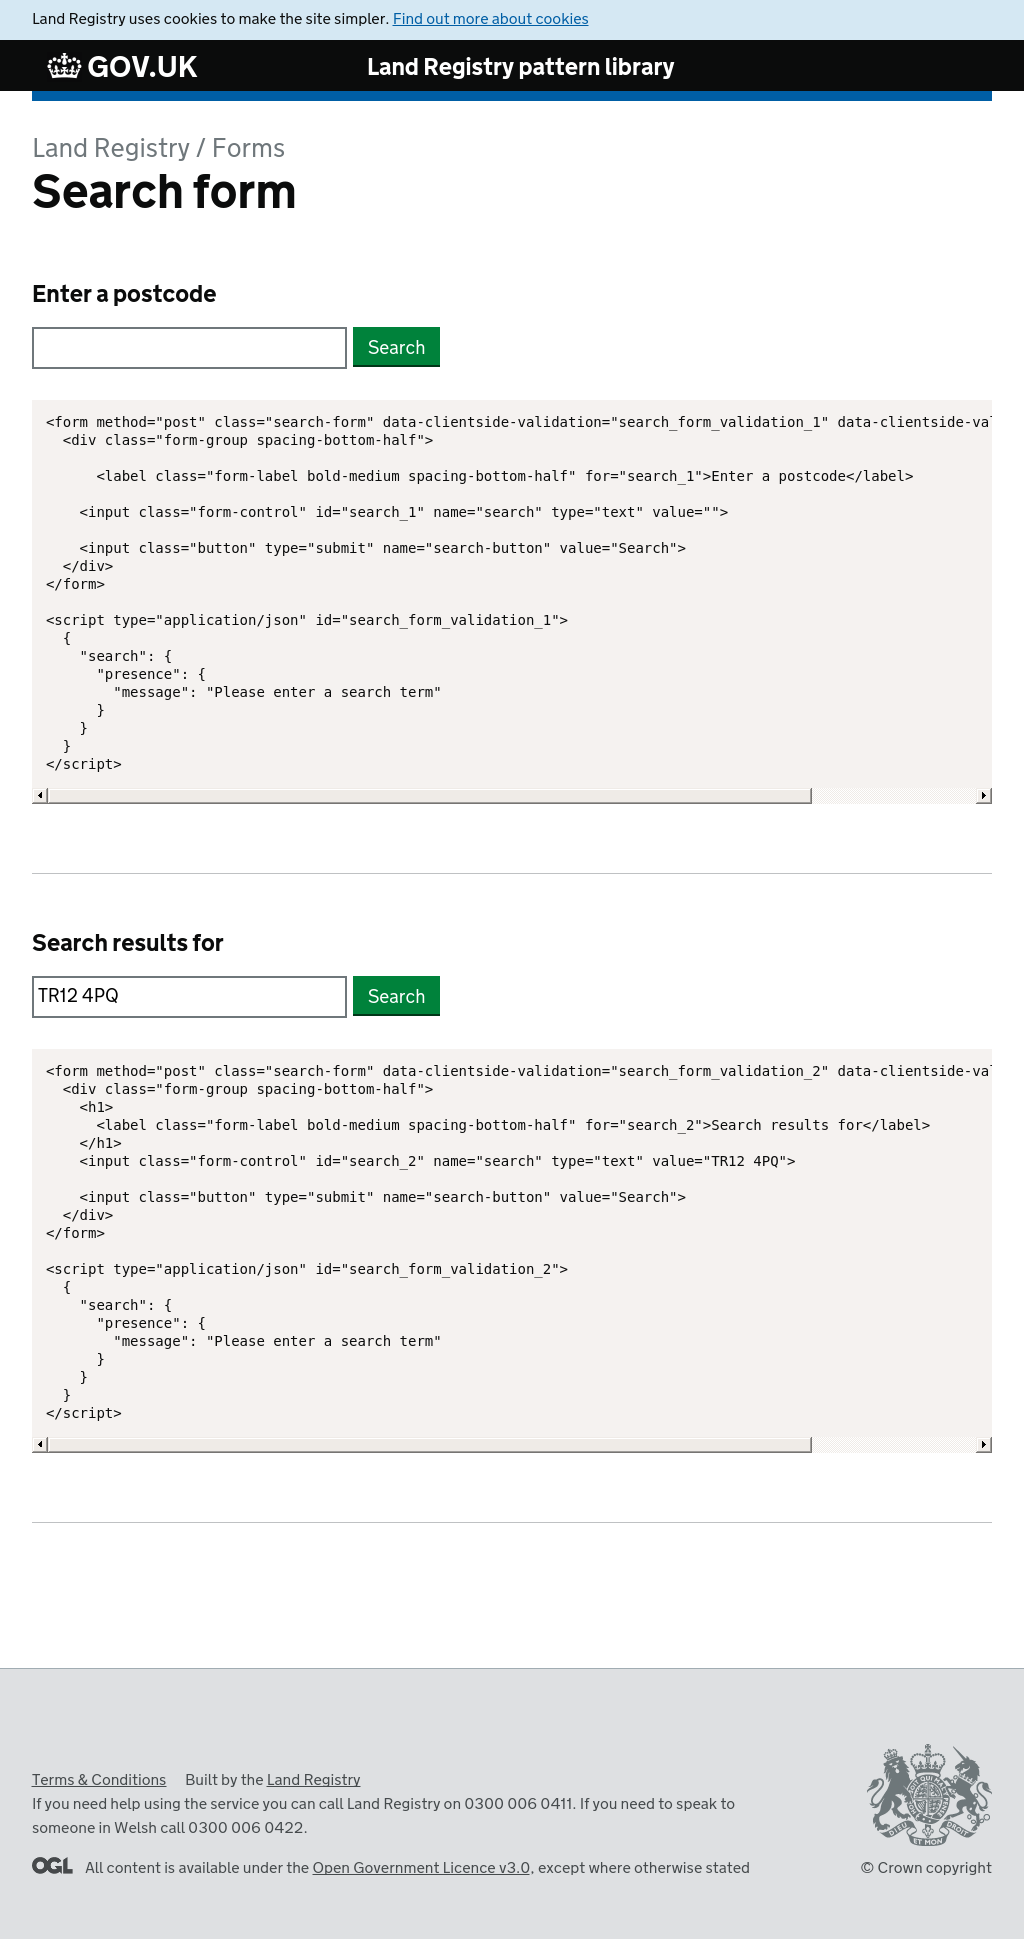 Land Registry uses cookies to make the site simpler. Find out more about cookies
GOV.UK
Land Registry pattern library
Land Registry / Forms
Search form
Enter a postcode
Search
<form method="post" class="search-form" data-clientside-validation="search_form_validation_1" data-clientside-val
  <div class="form-group spacing-bottom-half">
      <label class="form-label bold-medium spacing-bottom-half" for="search_1">Enter a postcode</label>
    <input class="form-control" id="search_1" name="search" type="text" value="">
    <input class="button" type="submit" name="search-button" value="Search">
  </div>
</form>
<script type="application/json" id="search_form_validation_1">
  {
    "search": {
      "presence": {
        "message": "Please enter a search term"
      }
    }
  }
</script>
Search results for
TR12 4PQ
Search
<form method="post" class="search-form" data-clientside-validation="search_form_validation_2" data-clientside-val
  <div class="form-group spacing-bottom-half">
    <h1>
      <label class="form-label bold-medium spacing-bottom-half" for="search_2">Search results for</label>
    </h1>
    <input class="form-control" id="search_2" name="search" type="text" value="TR12 4PQ">
    <input class="button" type="submit" name="search-button" value="Search">
  </div>
</form>
<script type="application/json" id="search_form_validation_2">
  {
    "search": {
      "presence": {
        "message": "Please enter a search term"
      }
    }
  }
</script>
Terms & Conditions Built by the Land Registry
If you need help using the service you can call Land Registry on 0300 006 0411. If you need to speak to
someone in Welsh call 0300 006 0422.
OGL All content is available under the Open Government Licence v3.0, except where otherwise stated
DIEU ET MON DROIT
© Crown copyright